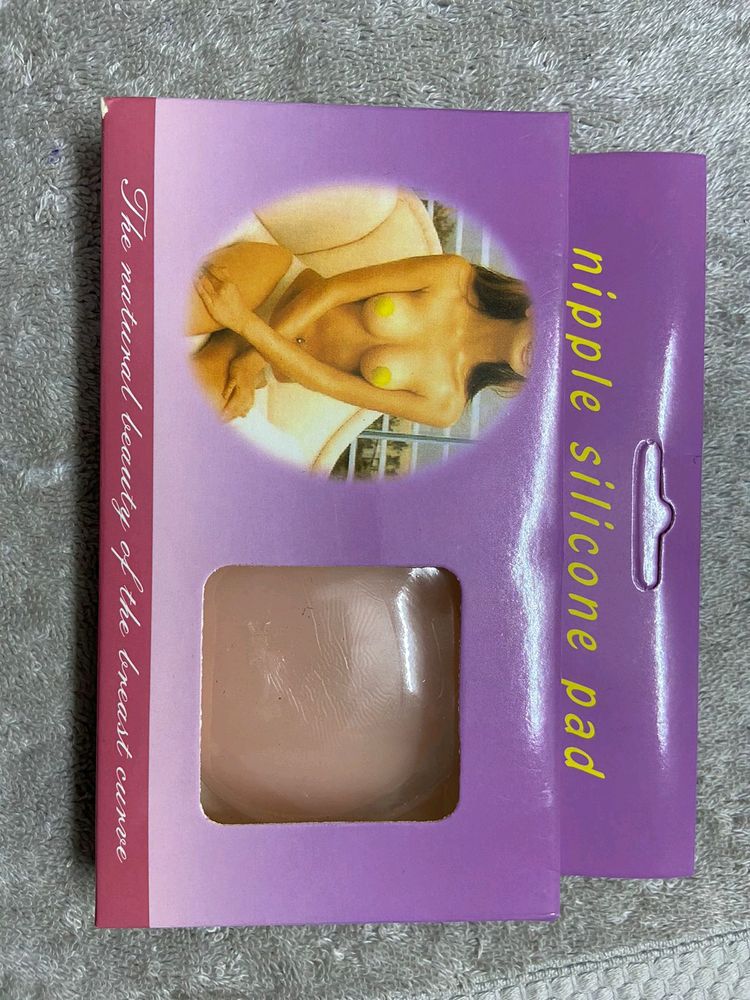 nipple silicone pad
The natural beauty of the breast curve